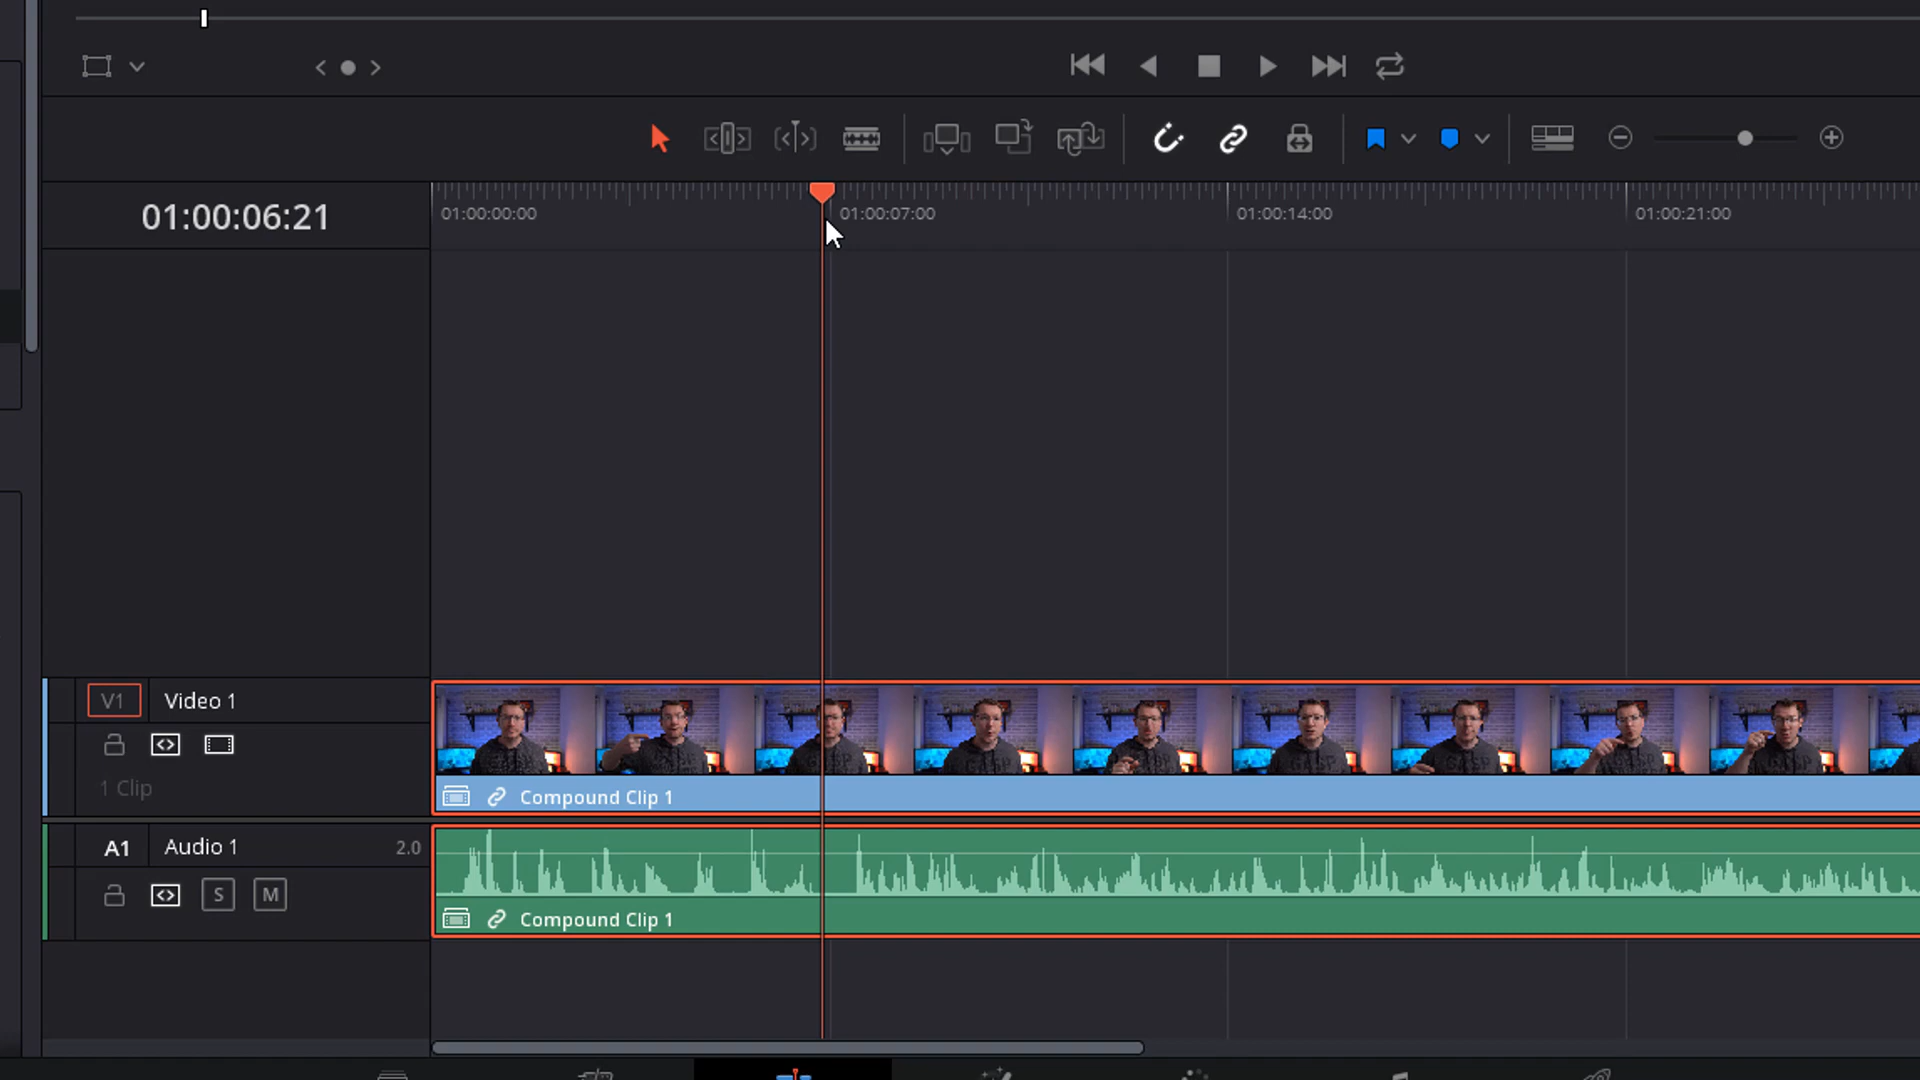 01:00:06:21
01:00:00:00
01:00:07:00
01:00:14:00
01:00:21:00
V1 Video 1
1 Clip
Compound Clip 1
A1 Audio 1 2.0
S M
Compound Clip 1